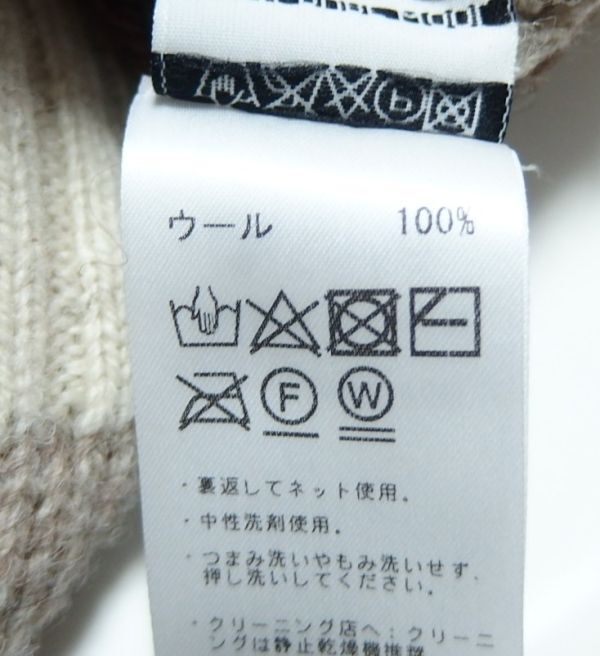 ウール 100%
F W
・裏返してネット使用。
・中性洗剤使用。
・つまみ洗いやもみ洗いせず、
押し洗いしてください。
・クリーニング店へ：クリーニ
ングは静止乾燥機推奨